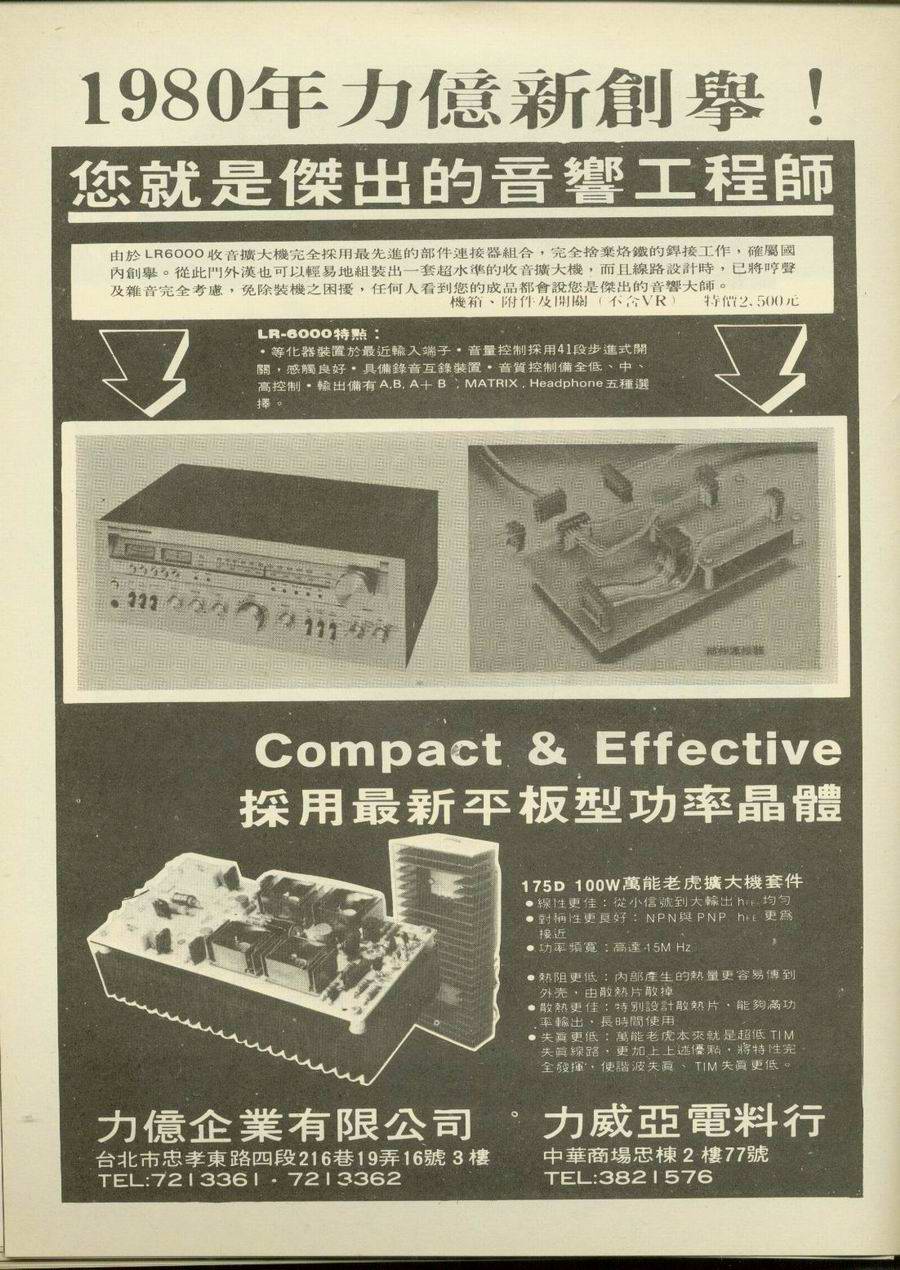 1980年力億新創舉!
您就是傑出的音響工程師
由於LR6000收音擴大機完全採用最先進的部件連接器組合,完全捨棄烙鐵的銲接工作,確屬國
內創舉。從此門外漢也可以輕易地組裝出一套超水準的收音擴大機,而且線路設計時,已將哼聲
及雜音完全考慮,免除裝機之困擾,任何人看到您的成品都會說您是傑出的音響大師。
機箱、附件及開關(不含VR) 特價2,500元
LR-6000特點:
•等化器裝置於最近輸入端子•音量控制採用41段步進式開
關,感觸良好•具備錄音互錄裝置•音質控制備全低、中、
高控制•輸出備有A,B, A+B、MATRIX, Headphone五種選
擇。
部件連接器
Compact & Effective
採用最新平板型功率晶體
175D 100W萬能老虎擴大機套件
●線性更佳:從小信號到大輸出hFE均勻
●對稱性更良好:NPN與PNP hFE更為
接近
●功率頻寬:高達15M Hz
●熱阻更低:內部產生的熱量更容易傳到
外壳,由散熱片散掉
●散熱更佳:特別設計散熱片、能夠滿功
率輸出、長時間使用
●失眞更低:萬能老虎本來就是超低TIM
失眞線路,更加上上述優點,將特性完
全發揮,使諧波失眞、TIM失眞更低。
力億企業有限公司。力威亞電料行
台北市忠孝東路四段216巷19弄16號3樓
中華商場忠棟2樓77號
TEL:7213361·7213362
TEL:3821576